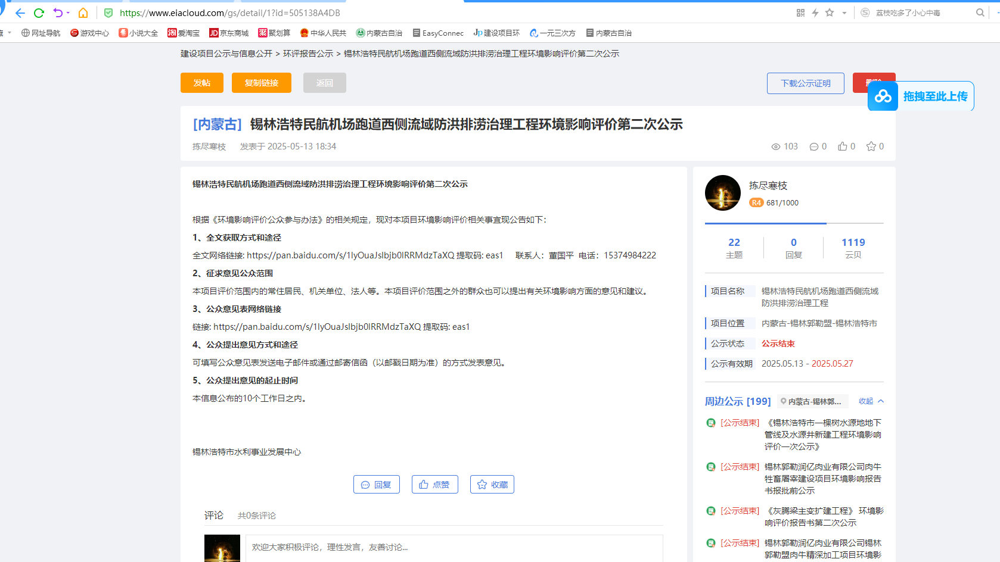 https://www.eiacloud.com/gs/detail/1?id=505138A4DB
荔枝吃多了小心中毒
藏 网址导航 游戏中心 小说大全 爱淘宝 京东商城 聚划算 中华人民共 内蒙古自治 EasyConnec 建设项目环 一元三次方 内蒙古自治
建设项目公示与信息公开 > 环评报告公示 > 锡林浩特民航机场跑道西侧流域防洪排涝治理工程环境影响评价第二次公示
发帖 复制链接 返回 下载公示证明 删除
拖拽至此上传
[内蒙古] 锡林浩特民航机场跑道西侧流域防洪排涝治理工程环境影响评价第二次公示
拣尽寒枝 发表于 2025-05-13 18:34 103 0 0 0
锡林浩特民航机场跑道西侧流域防洪排涝治理工程环境影响评价第二次公示
根据《环境影响评价公众参与办法》的相关规定，现对本项目环境影响评价相关事宜现公告如下：
1、全文获取方式和途径
全文网络链接: https://pan.baidu.com/s/1IyOuaJsIbjb0IRRMdzTaXQ 提取码: eas1 联系人：董国平 电话：15374984222
2、征求意见公众范围
本项目评价范围内的常住居民、机关单位、法人等。本项目评价范围之外的群众也可以提出有关环境影响方面的意见和建议。
3、公众意见表网络链接
链接: https://pan.baidu.com/s/1IyOuaJsIbjb0IRRMdzTaXQ 提取码: eas1
4、公众提出意见方式和途径
可填写公众意见表发送电子邮件或通过邮寄信函（以邮戳日期为准）的方式发表意见。
5、公众提出意见的起止时间
本信息公布的10个工作日之内。
锡林浩特市水利事业发展中心
回复 点赞 收藏
评论 共0条评论
欢迎大家积极评论，理性发言，友善讨论...
拣尽寒枝
R4 681/1000
22 0 1119
主题 回复 云贝
项目名称 锡林浩特民航机场跑道西侧流域
防洪排涝治理工程
项目位置 内蒙古-锡林郭勒盟-锡林浩特市
公示状态 公示结束
公示有效期 2025.05.13 - 2025.05.27
周边公示 [199] 内蒙古-锡林郭... 收起
[公示结束] 《锡林浩特市一棵树水源地地下
管线及水源井新建工程环境影响
评价一次公示》
[公示结束] 锡林郭勒润亿肉业有限公司肉牛
牲畜屠宰建设项目环境影响报告
书报批前公示
[公示结束] 《灰腾梁主变扩建工程》 环境影
响评价报告书第二次公示
[公示结束] 锡林郭勒润亿肉业有限公司锡林
郭勒盟肉牛精深加工项目环境影